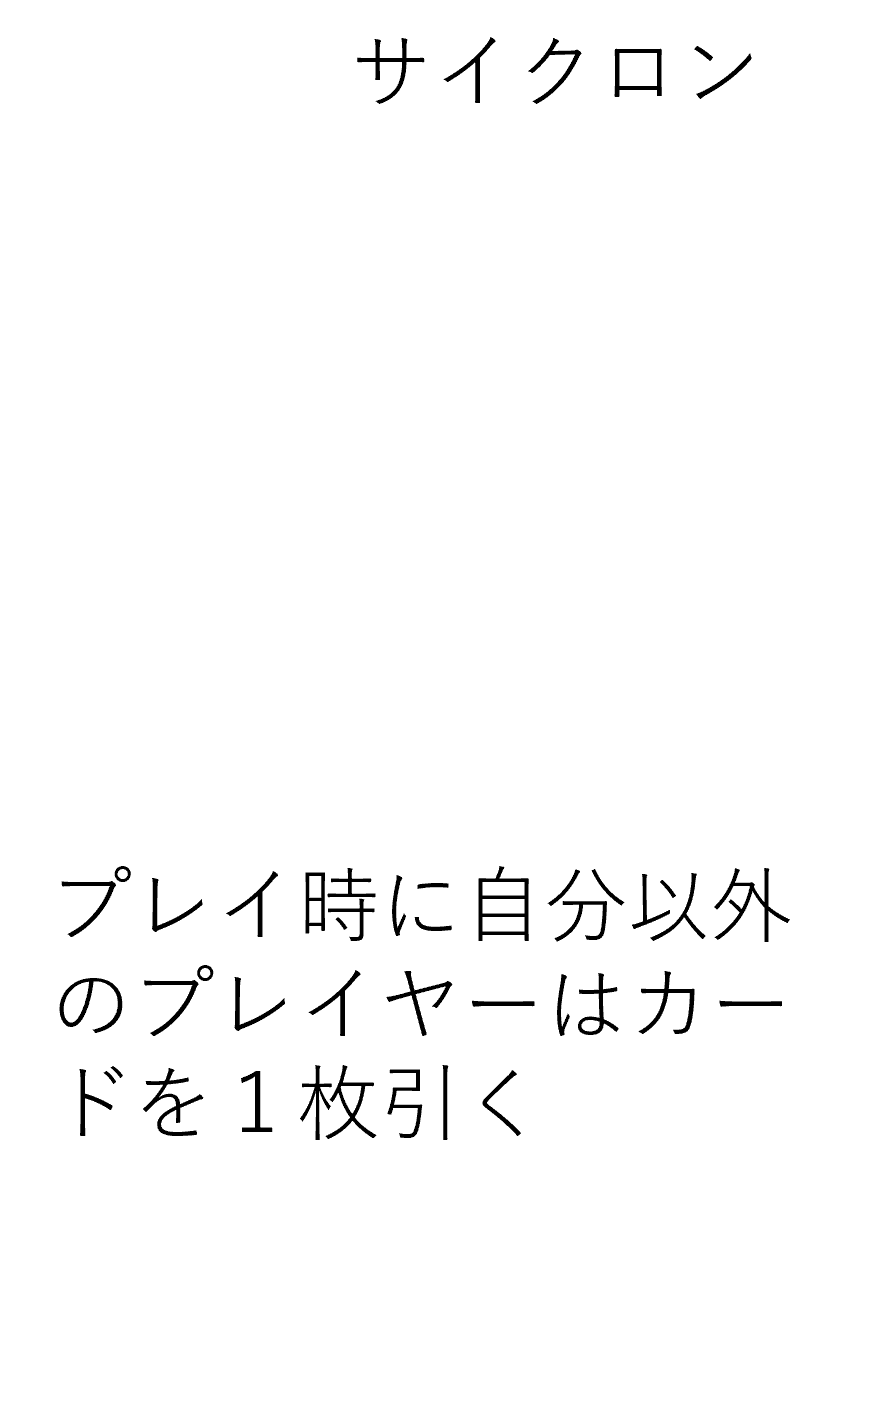 サイクロン
プレイ時に自分以外
のプレイヤーはカー
ドを１枚引く